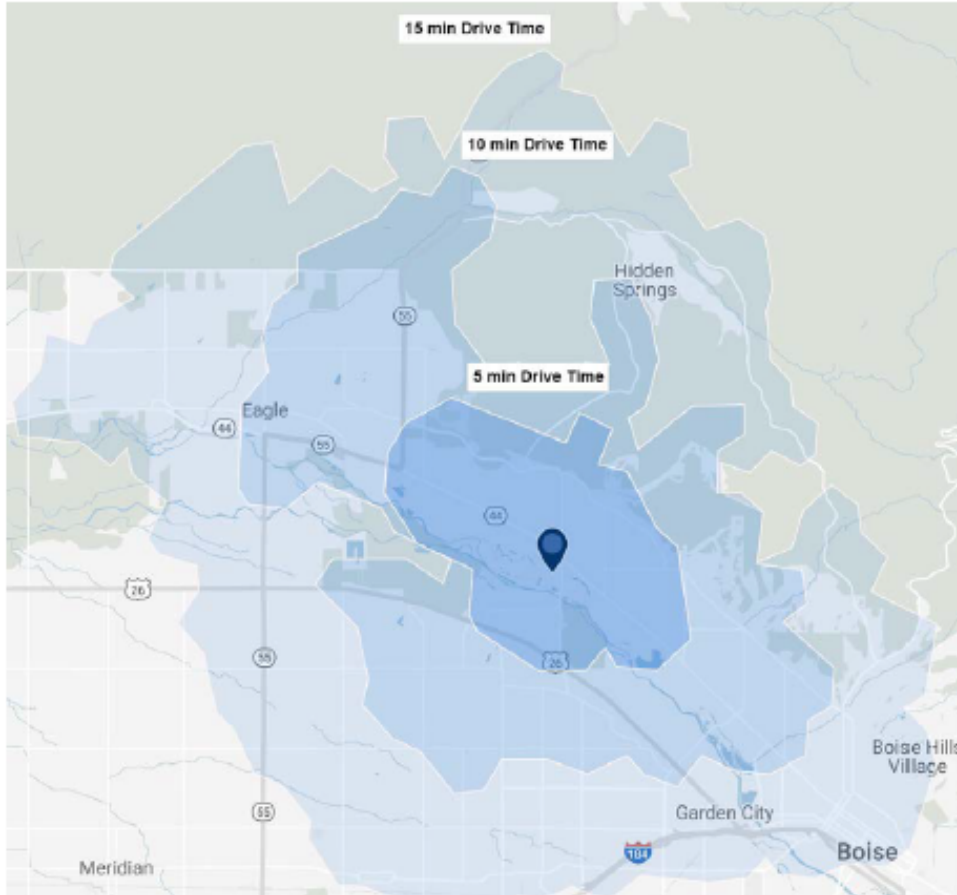 15 min Drive Time
10 min Drive Time
Hidden
Springs
55
5 min Drive Time
Eagle
44
55
44
26
55
26
Boise Hills
Village
55
Garden City
184
Boise
Meridian